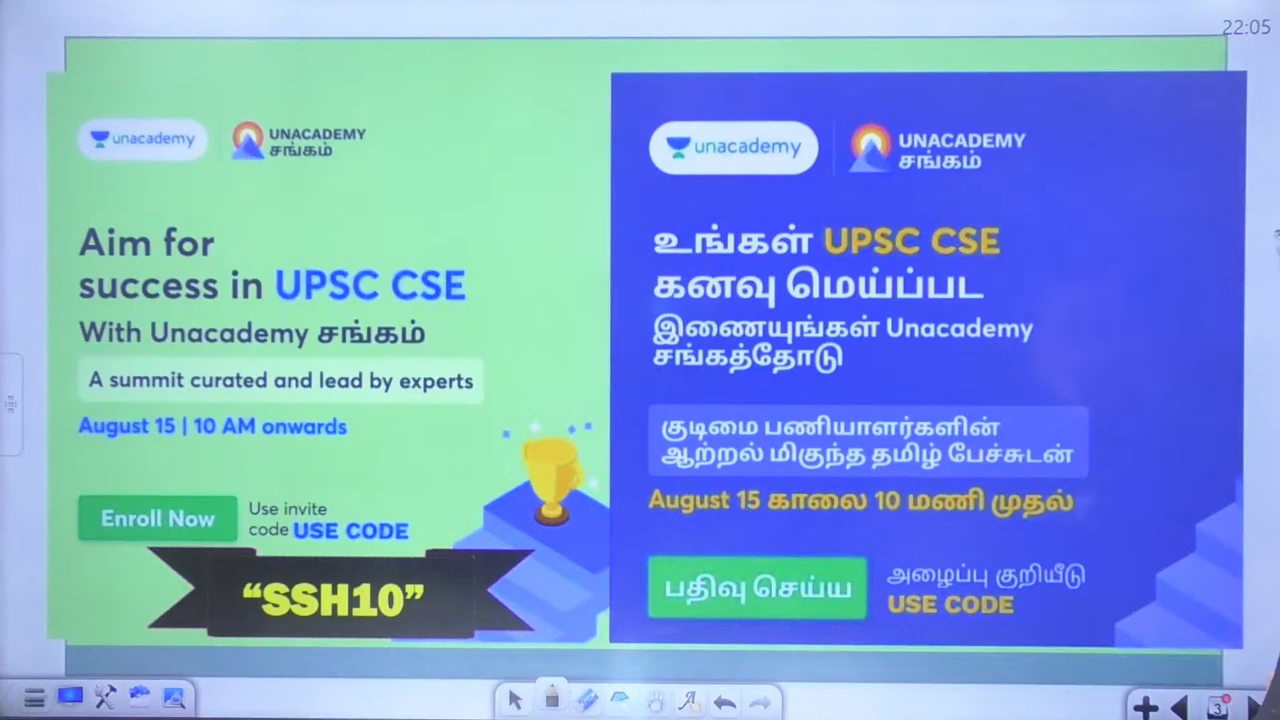 22:05
unacademy
UNACADEMY
சங்கம்
Aim for
success in UPSC CSE
With Unacademy சங்கம்
A summit curated and lead by experts
August 15 | 10 AM onwards
Enroll Now
Use invite
code USE CODE
“SSH10”
unacademy
UNACADEMY
சங்கம்
உங்கள் UPSC CSE
கனவு மெய்ப்பட
இணையுங்கள் Unacademy
சங்கத்தோடு
குடிமை பணியாளர்களின்
ஆற்றல் மிகுந்த தமிழ் பேச்சுடன்
August 15 காலை 10 மணி முதல்
பதிவு செய்ய
அழைப்பு குறியீடு
USE CODE
3